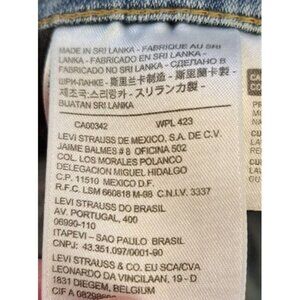 MADE IN SRI LANKA - FABRIQUE AU SRI
LANKA - FABRICADO EN SRI LANKA
FABRICADO NO SRI LANKA - СДЕЛАНО В
ШРИ-ЛАНКЕ - 斯里兰卡制造 - 斯里蘭卡製
제조국:스리랑카 - スリランカ製 -
BUATAN SRI LANKA
CA00342 WPL 423
LEVI STRAUSS DE MEXICO, S.A. DE C.V.
JAIME BALMES # 8 OFICINA 502
COL. LOS MORALES POLANCO
DELEGACION MIGUEL HIDALGO
C.P. 11510 MEXICO D.F.
R.F.C. LSM 660818 M-98 C.N.I.V. 3337
LEVI STRAUSS DO BRASIL
AV. PORTUGAL, 400
06990-110
ITAPEVI - SAO PAULO BRASIL
CNPJ: 43.351.097/0001-90
LEVI STRAUSS & CO. EU SCA/CVA
LEONARDO DA VINCILAAN, 19 - D
1831 DIEGEM, BELGIUM
CIF A